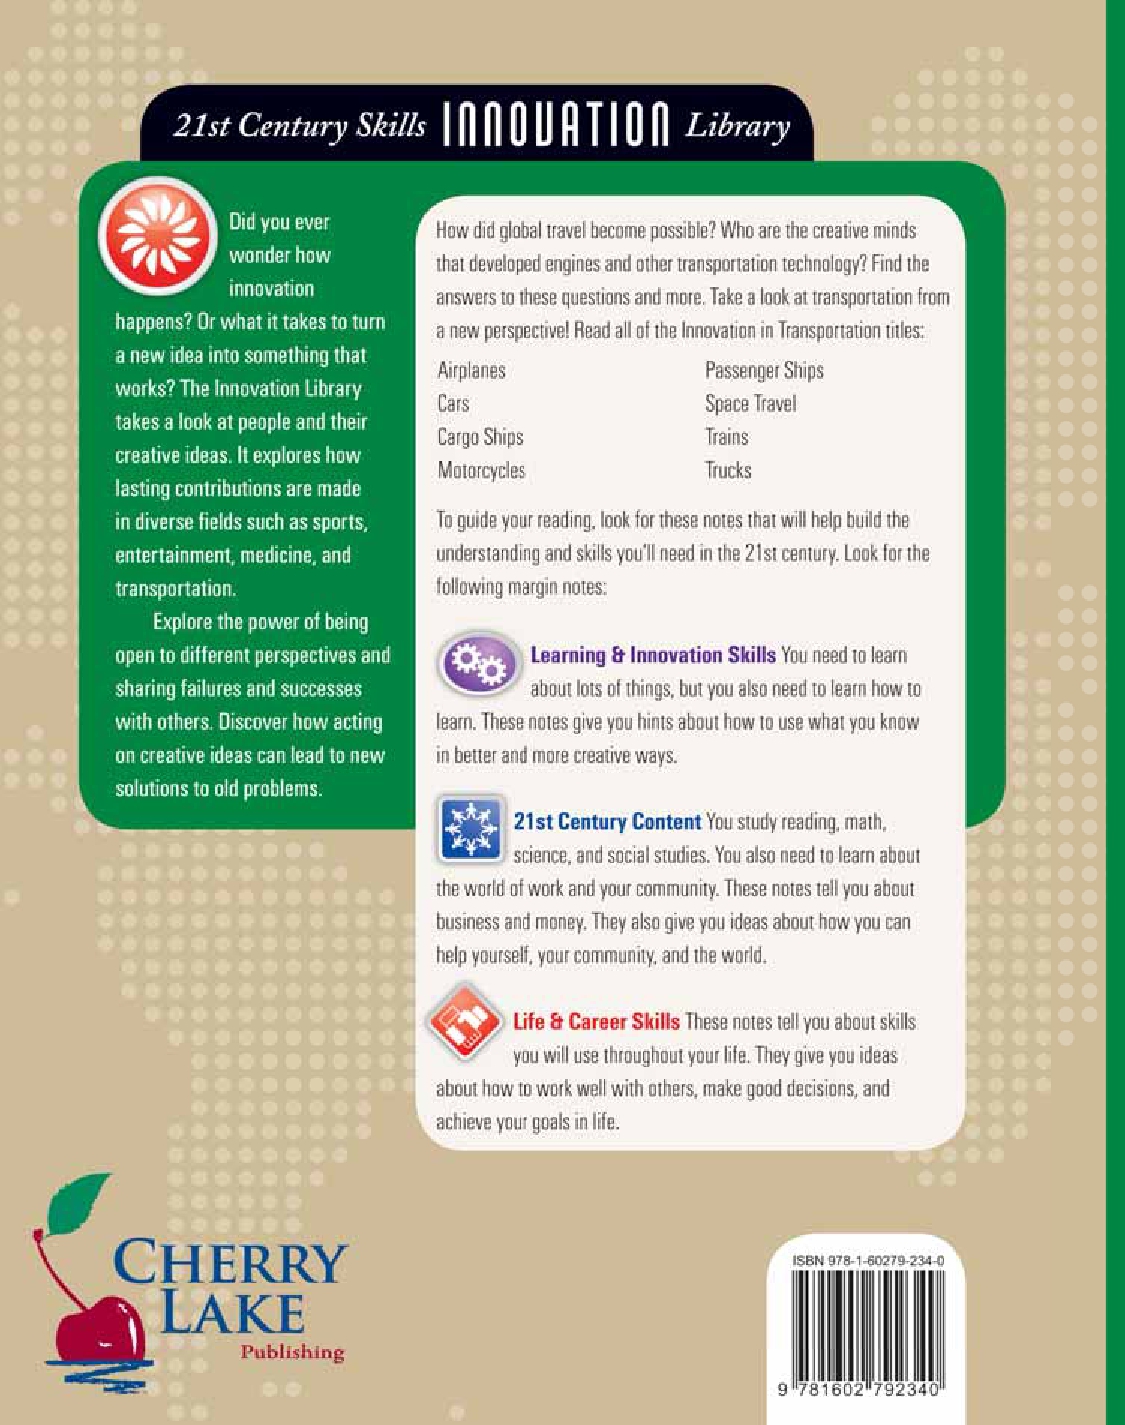 21st Century Skills INNOVATION Library
Did you ever
wonder how
innovation
happens? Or what it takes to turn
a new idea into something that
works? The Innovation Library
takes a look at people and their
creative ideas. It explores how
lasting contributions are made
in diverse fields such as sports,
entertainment, medicine, and
transportation.
Explore the power of being
open to different perspectives and
sharing failures and successes
with others. Discover how acting
on creative ideas can lead to new
solutions to old problems.
How did global travel become possible? Who are the creative minds
that developed engines and other transportation technology? Find the
answers to these questions and more. Take a look at transportation from
a new perspective! Read all of the Innovation in Transportation titles:
Airplanes
Cars
Cargo Ships
Motorcycles
Passenger Ships
Space Travel
Trains
Trucks
To guide your reading, look for these notes that will help build the
understanding and skills you'll need in the 21st century. Look for the
following margin notes:
Learning & Innovation Skills You need to learn
about lots of things, but you also need to learn how to
learn. These notes give you hints about how to use what you know
in better and more creative ways.
21st Century Content You study reading, math,
science, and social studies. You also need to learn about
the world of work and your community. These notes tell you about
business and money. They also give you ideas about how you can
help yourself, your community, and the world.
Life & Career Skills These notes tell you about skills
you will use throughout your life. They give you ideas
about how to work well with others, make good decisions, and
achieve your goals in life.
CHERRY
LAKE
Publishing
ISBN 978-1-60279-234-0
9 781602 792340